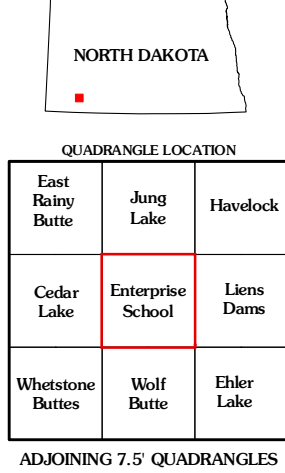 NORTH DAKOTA
QUADRANGLE LOCATION
East
Rainy
Butte
Jung
Lake
Havelock
Cedar
Lake
Enterprise
School
Liens
Dams
Whetstone
Buttes
Wolf
Butte
Ehler
Lake
ADJOINING 7.5' QUADRANGLES